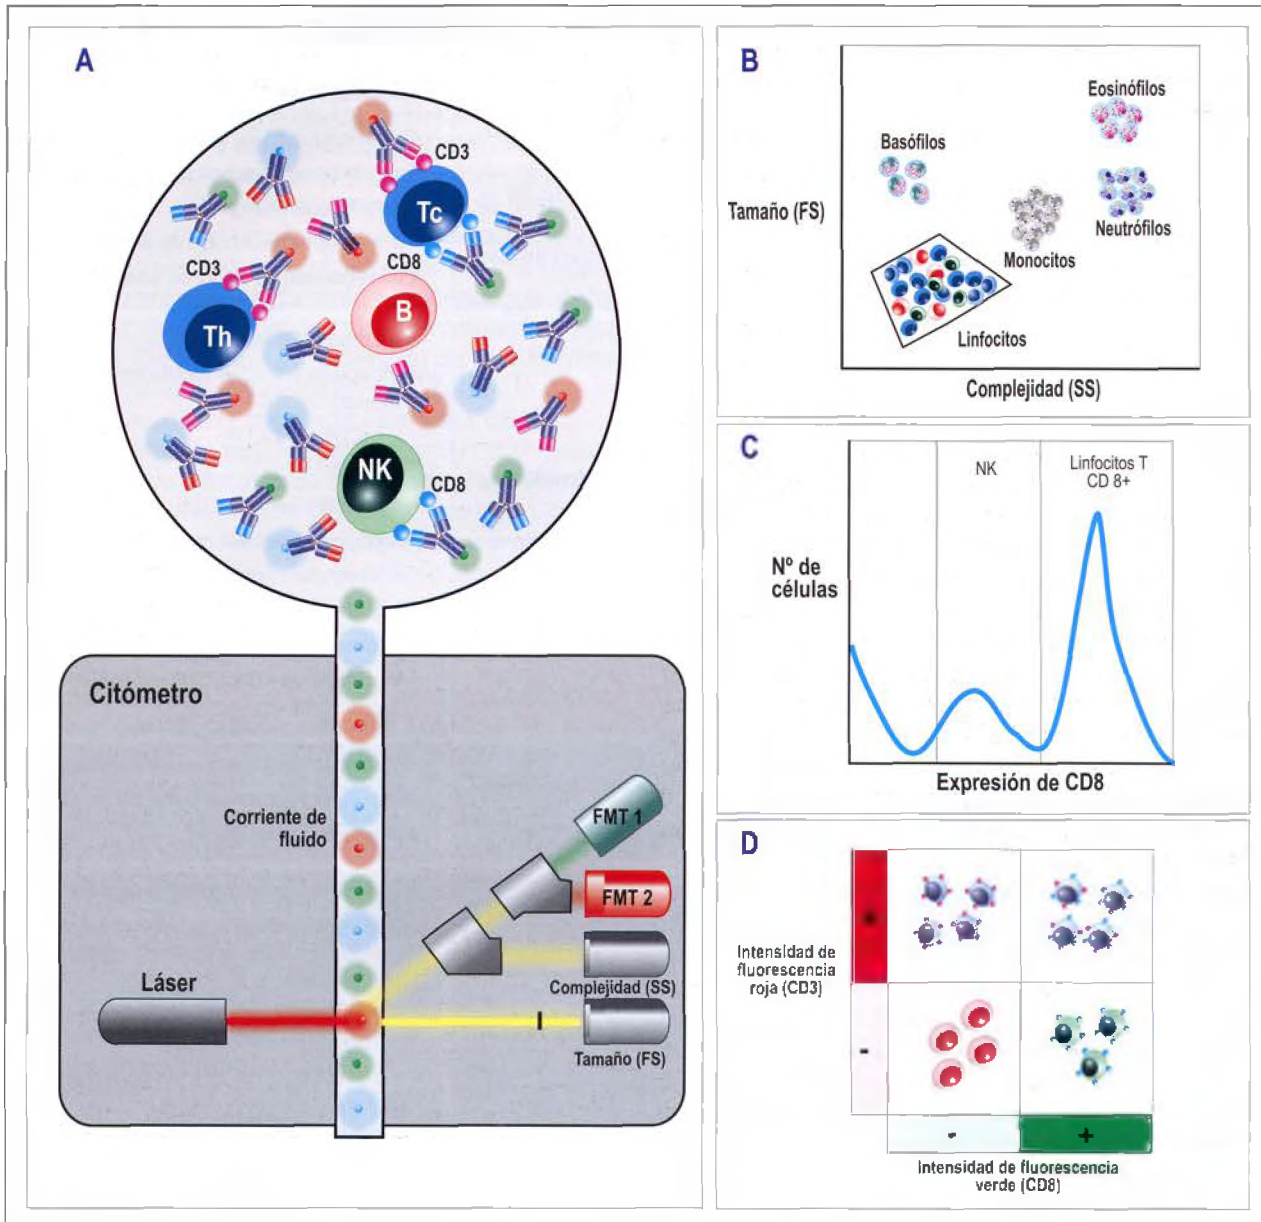 A
CD3
Tc
CD3
CD8
Th
B
NK
CD8
Citómetro
Corriente de
fluido
FMT 1
FMT 2
Láser
Complejidad (SS)
Tamaño (FS)
B
Eosinófilos
Basófilos
Tamaño (FS)
Neutrófilos
Monocitos
Linfocitos
Complejidad (SS)
C
NK
Linfocitos T
CD 8+
Nº de
células
Expresión de CD8
D
Intensidad de
fluorescencia
roja (CD3)
-
-
+
Intensidad de fluorescencia
verde (CD8)